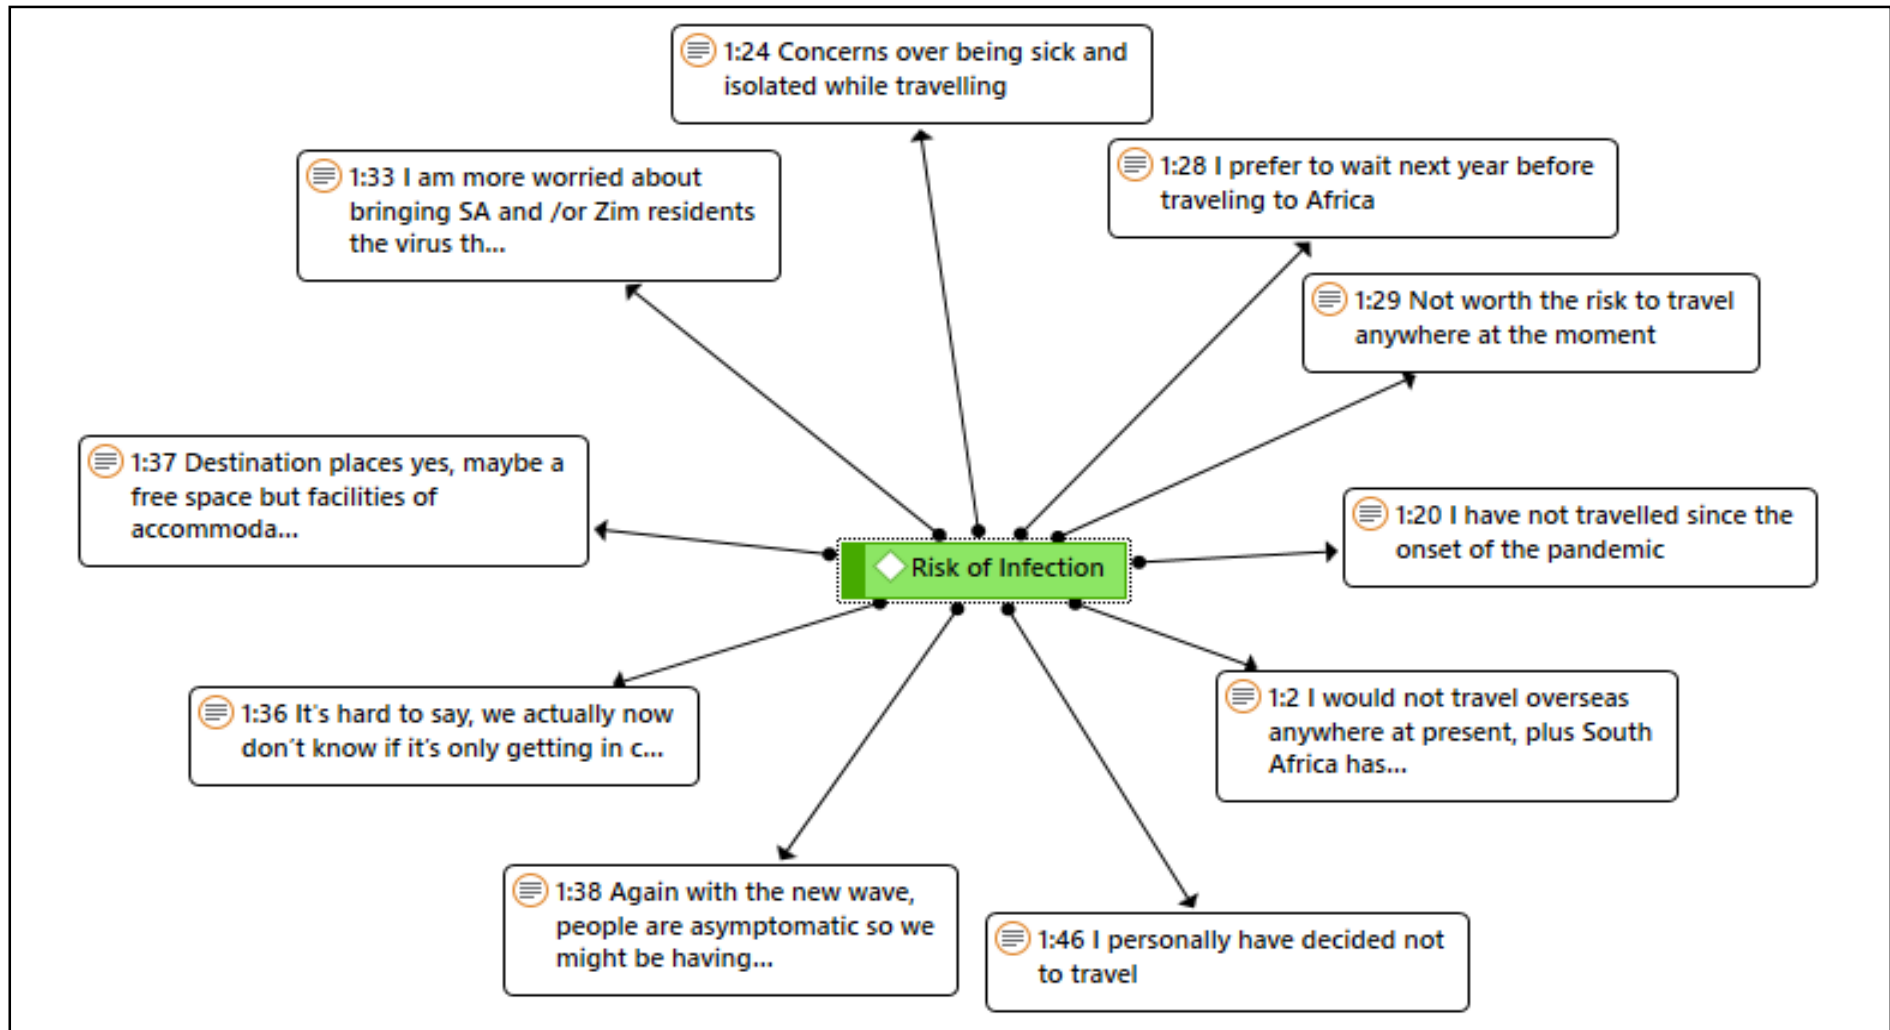 1:24 Concerns over being sick and
isolated while travelling
1:33 I am more worried about
bringing SA and /or Zim residents
the virus th...
1:28 I prefer to wait next year before
traveling to Africa
1:29 Not worth the risk to travel
anywhere at the moment
1:37 Destination places yes, maybe a
free space but facilities of
accommoda...
1:20 I have not travelled since the
onset of the pandemic
Risk of Infection
1:36 It's hard to say, we actually now
don´t know if it's only getting in c...
1:2 I would not travel overseas
anywhere at present, plus South
Africa has...
1:38 Again with the new wave,
people are asymptomatic so we
might be having...
1:46 I personally have decided not
to travel